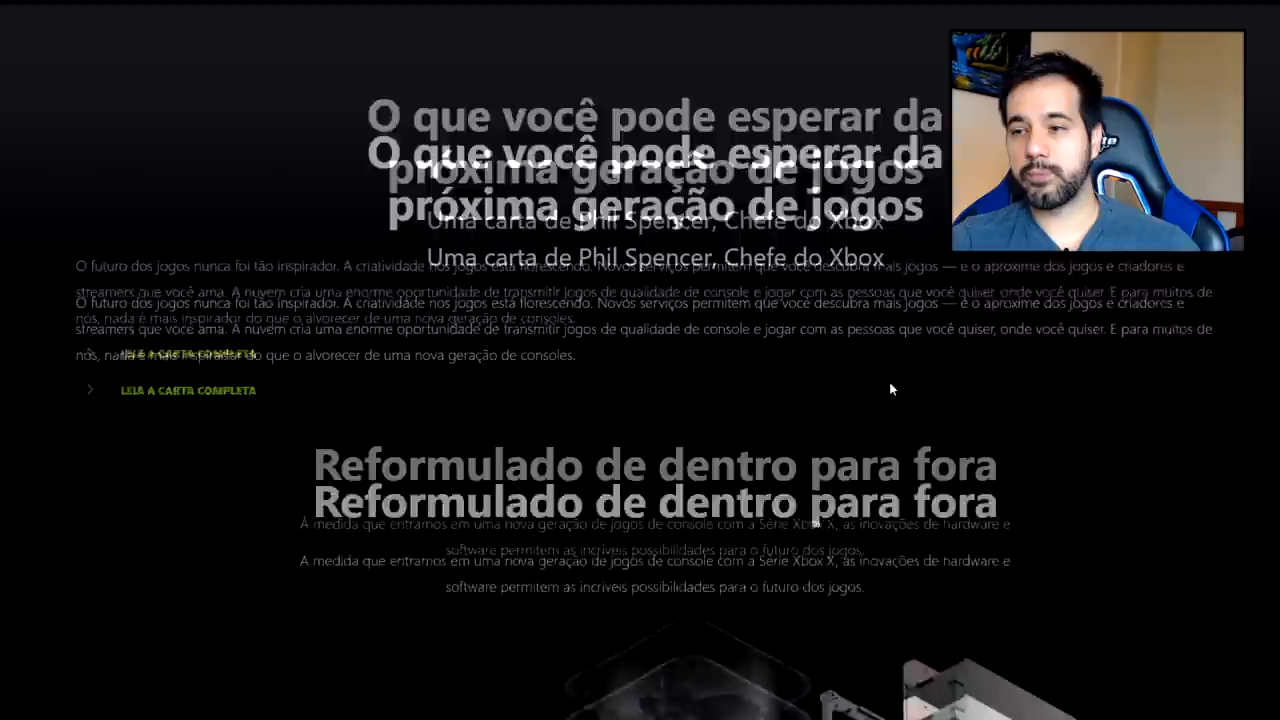 O que você pode esperar da
próxima geração de jogos
Uma carta de Phil Spencer, Chefe do Xbox
O futuro dos jogos nunca foi tão inspirador. A criatividade nos jogos está florescendo. Novos serviços permitem que você descubra mais jogos — e o aproxime dos jogos e criadores e
streamers que você ama. A nuvem cria uma enorme oportunidade de transmitir jogos de qualidade de console e jogar com as pessoas que você quiser, onde você quiser. E para muitos de
nós, nada é mais inspirador do que o alvorecer de uma nova geração de consoles.
LEIA A CARTA COMPLETA
Reformulado de dentro para fora
À medida que entramos em uma nova geração de jogos de console com a Série Xbox X, as inovações de hardware e
software permitem as incríveis possibilidades para o futuro dos jogos.